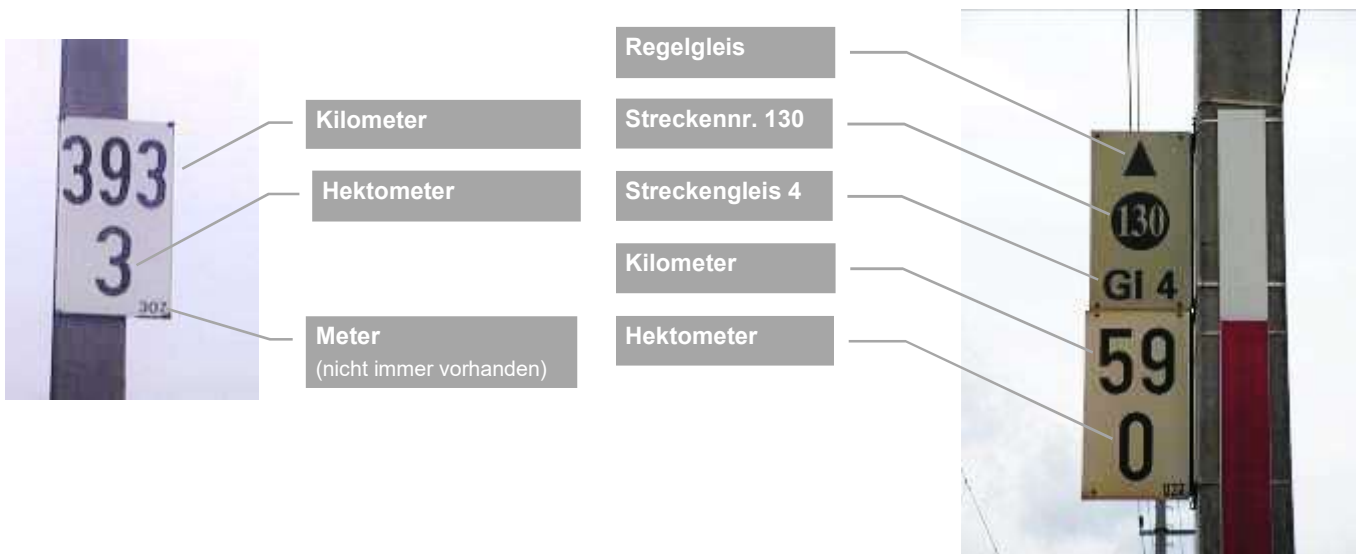 393
3
307
Kilometer
Hektometer
Meter
(nicht immer vorhanden)
Regelgleis
Streckennr. 130
Streckengleis 4
Kilometer
Hektometer
130
Gl 4
59
0